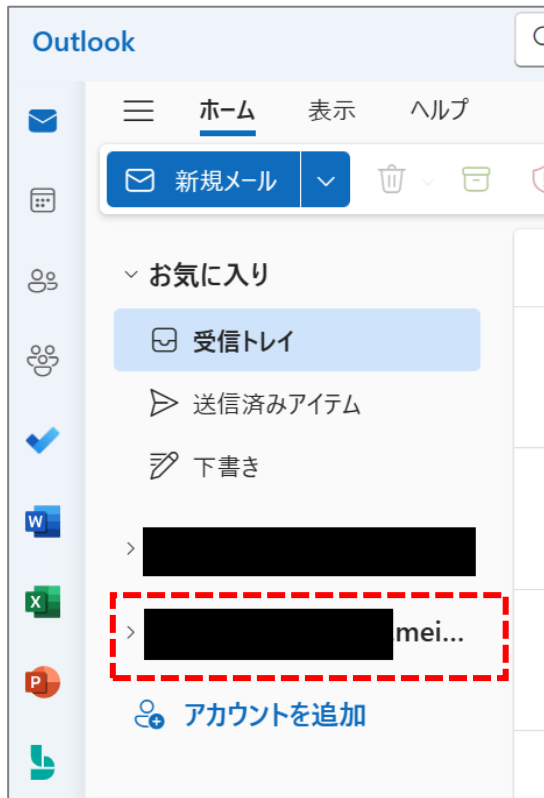 Outlook
ホーム 表示 ヘルプ
新規メール
お気に入り
受信トレイ
送信済みアイテム
下書き
.mei...
アカウントを追加